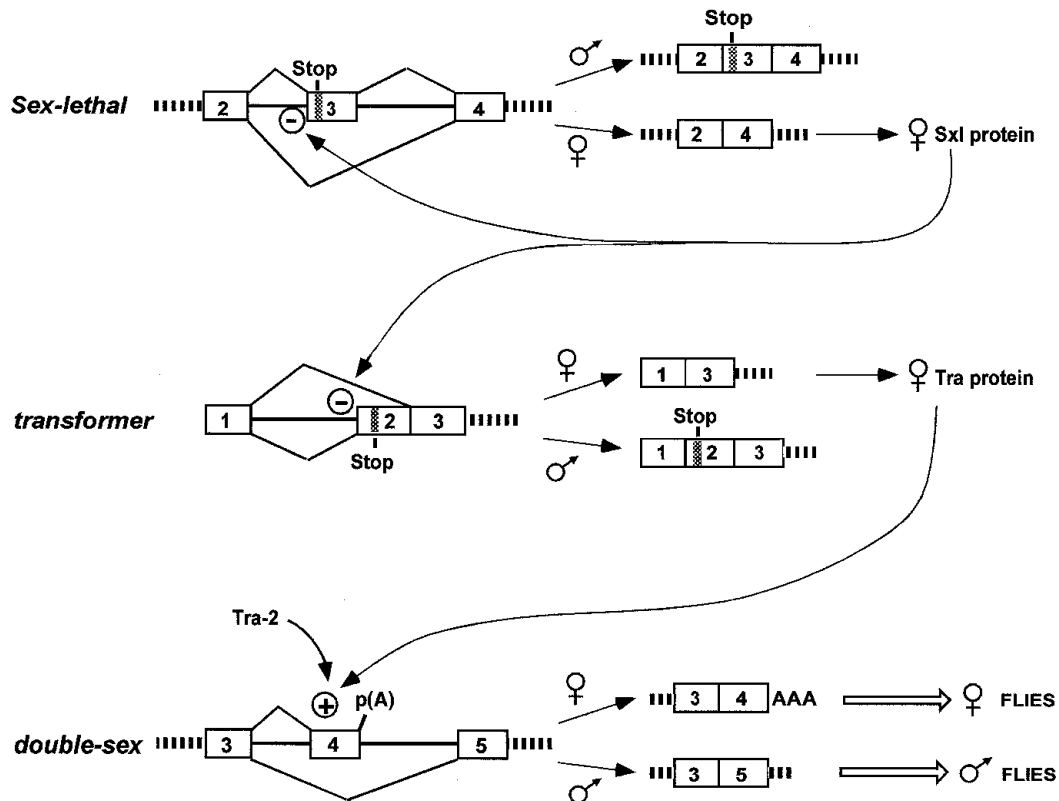 Stop
2 3 4
Stop
Sex-lethal 2 3 4
-
2 4 ♀ Sxl protein
♂
♀
♀
1 3 ♀ Tra protein
-
transformer 1 2 3
Stop
Stop
1 2 3
♂
Tra-2
+ p(A)
♀ 3 4 AAA ♀ FLIES
double-sex 3 4 5
♂ 3 5 ♂ FLIES